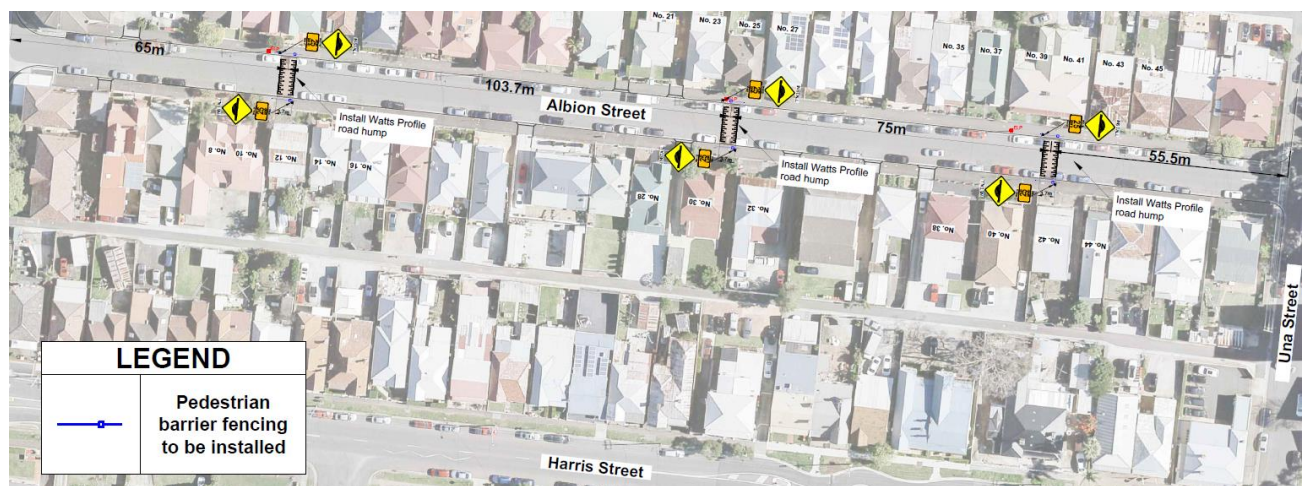 No. 21
No. 23
No. 25
No. 27
No. 35
No. 37
No. 39
No. 41
No. 43
No. 45
65m
103.7m
Albion Street
75m
55.5m
Install Watts Profile
road hump
Install Watts Profile
road hump
Install Watts Profile
road hump
No. 8
No. 10
No. 12
No. 14
No. 16
No. 28
No. 30
No. 32
No. 38
No. 40
No. 42
No. 44
Una Street
Harris Street
LEGEND
Pedestrian
barrier fencing
to be installed